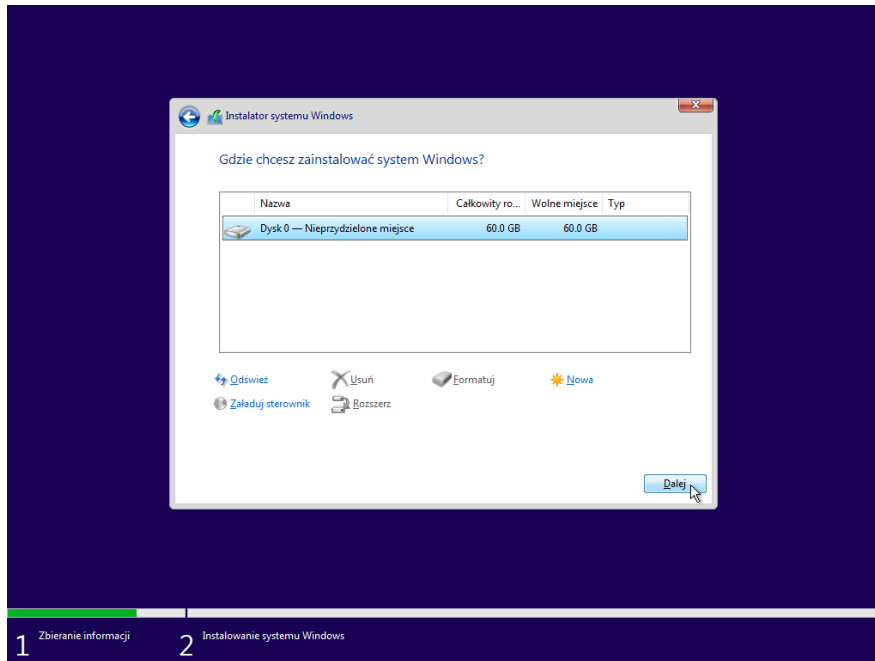 Instalator systemu Windows
Gdzie chcesz zainstalować system Windows?
Nazwa Całkowity ro... Wolne miejsce Typ
Dysk 0 — Nieprzydzielone miejsce 60.0 GB 60.0 GB
Odśwież Usuń Formatuj Nowa
Załaduj sterownik Rozszerz
Dalej
1 Zbieranie informacji 2 Instalowanie systemu Windows